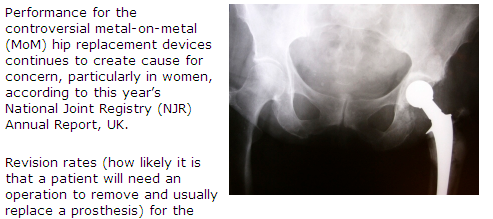 Performance for the
controversial metal-on-metal
(MoM) hip replacement devices
continues to create cause for
concern, particularly in women,
according to this year’s
National Joint Registry (NJR)
Annual Report, UK.
Revision rates (how likely it is
that a patient will need an
operation to remove and usually
replace a prosthesis) for the